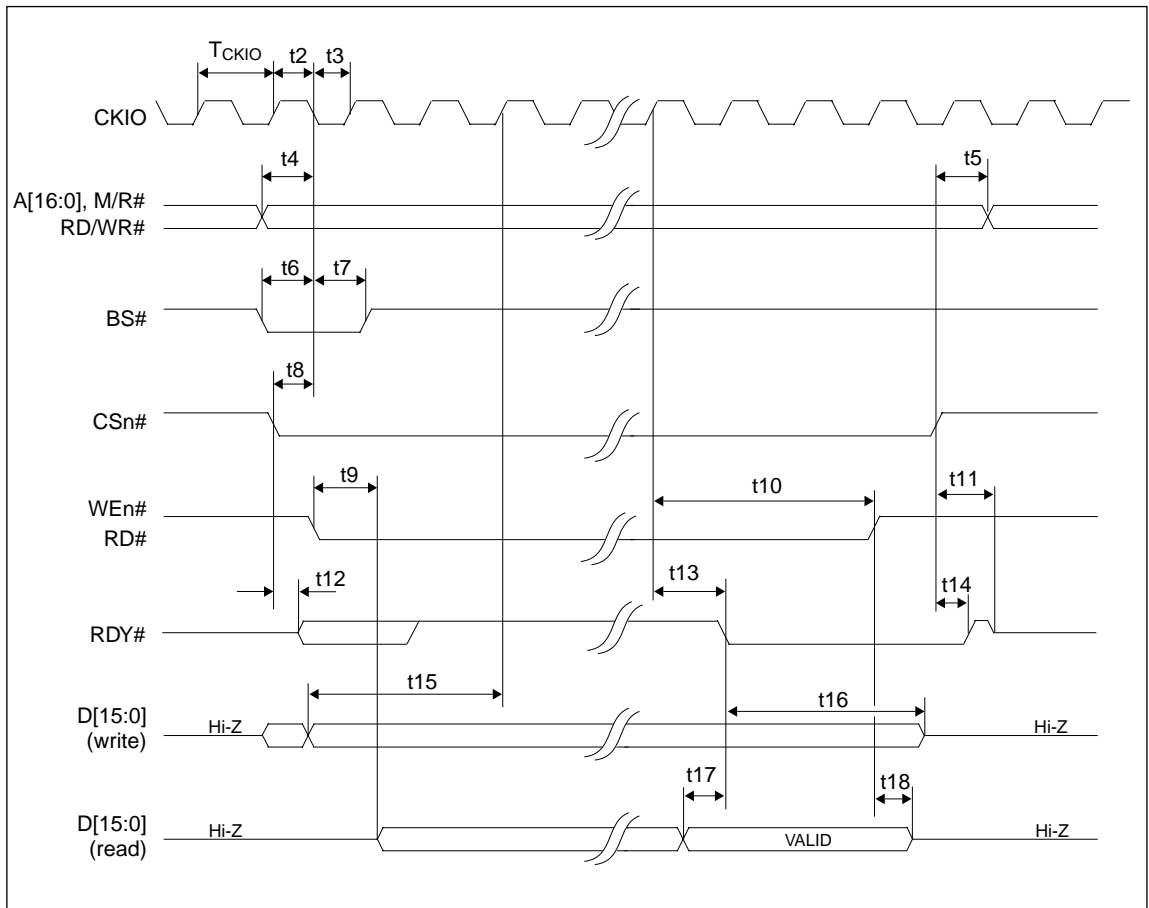 TCKIO t2 t3
CKIO
t4 t5
A[16:0], M/R#
RD/WR#
t6 t7
BS#
t8
CSn#
t9 t10 t11
WEn#
RD#
t12 t13 t14
RDY#
t15 t16
D[15:0]
(write)
Hi-Z Hi-Z
t17 t18
D[15:0]
(read)
Hi-Z VALID Hi-Z